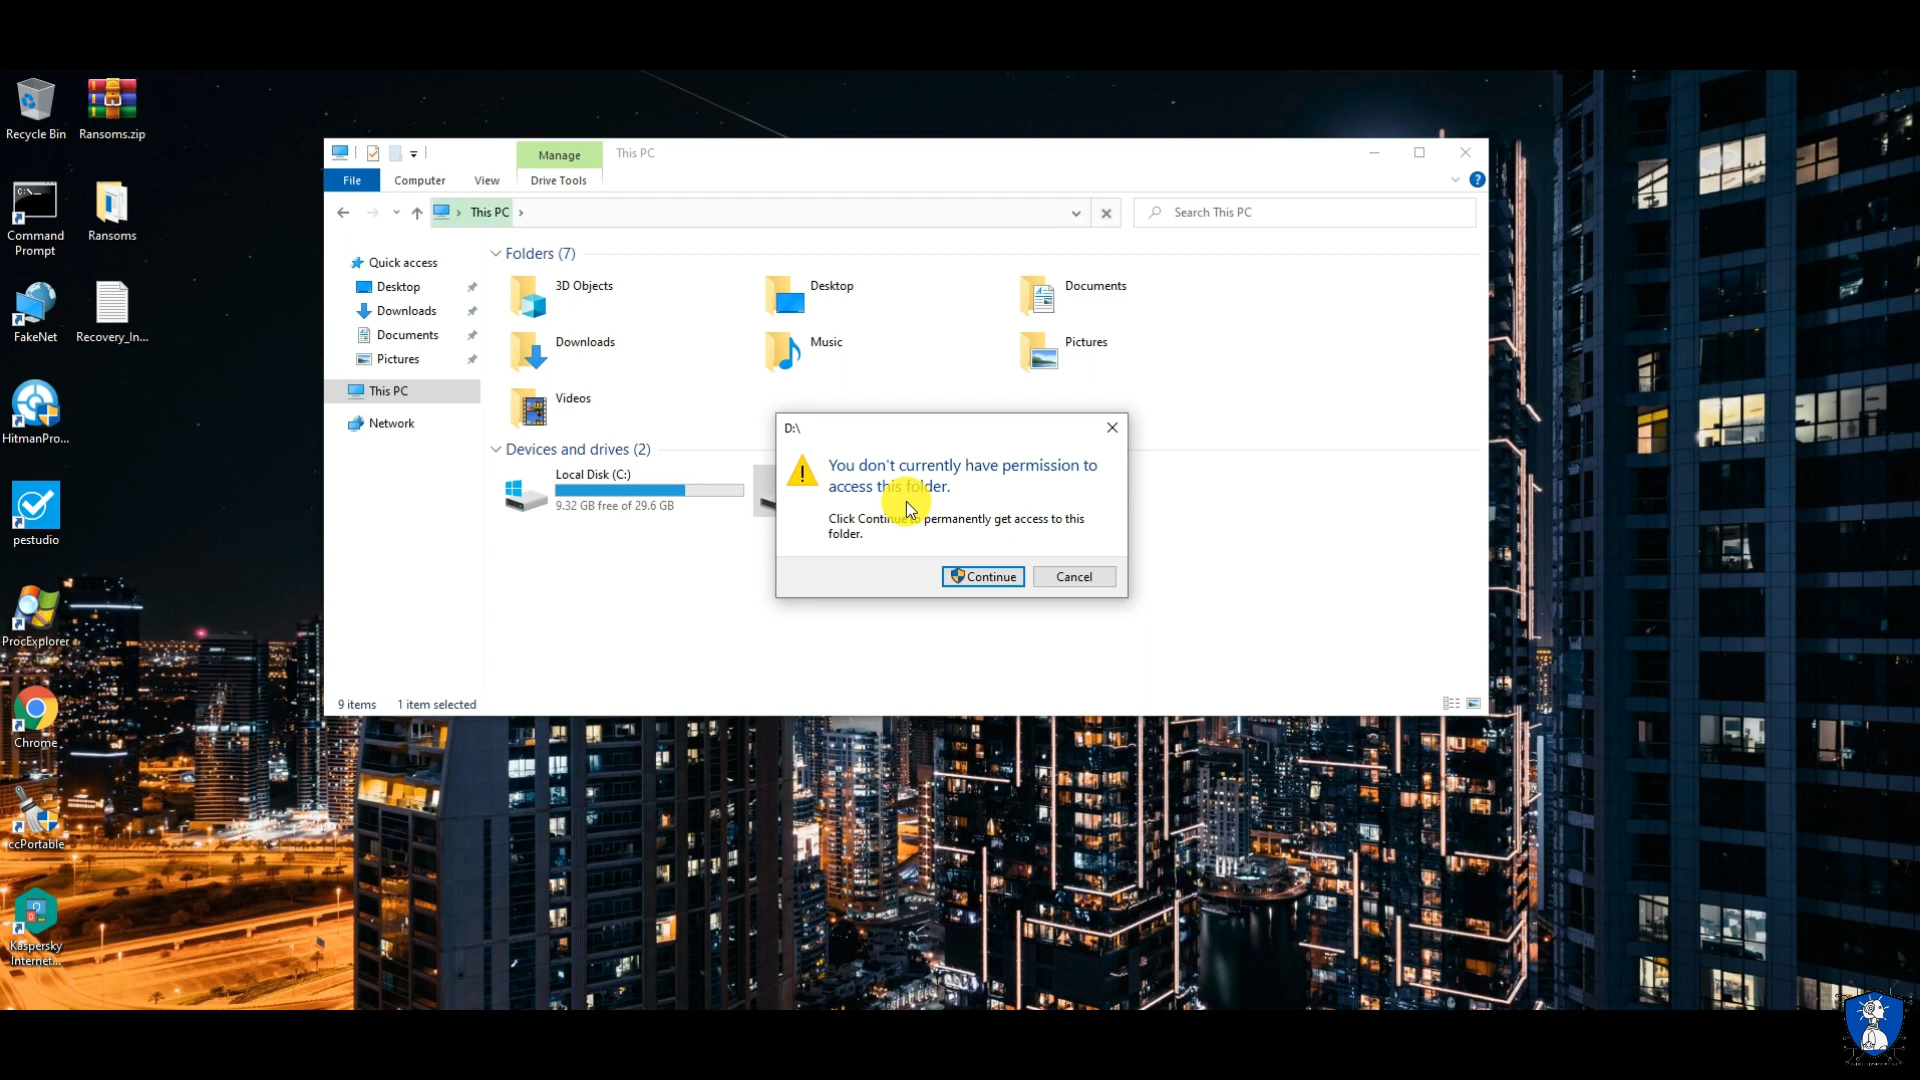 Recycle Bin
Ransoms.zip
Command
Prompt
Ransoms
FakeNet
Recovery_In...
HitmanPro...
pestudio
ProcExplorer
Chrome
ccPortable
Kaspersky
Internet...
Manage
This PC
File
Computer
View
Drive Tools
This PC
Search This PC
Quick access
Desktop
Downloads
Documents
Pictures
This PC
Network
Folders (7)
3D Objects
Desktop
Documents
Downloads
Music
Pictures
Videos
Devices and drives (2)
Local Disk (C:)
9.32 GB free of 29.6 GB
D:\
You don't currently have permission to
access this folder.
Click Continue to permanently get access to this
folder.
Continue
Cancel
9 items
1 item selected